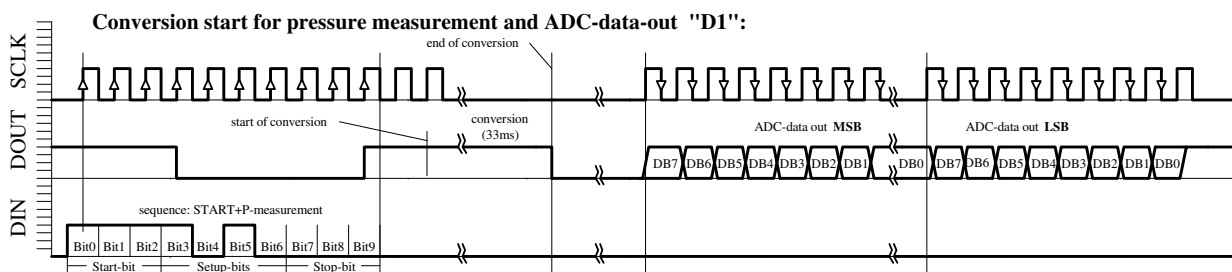 Conversion start for pressure measurement and ADC-data-out "D1":
end of conversion
SCLK
start of conversion
conversion
(33ms)
ADC-data out MSB
ADC-data out LSB
DOUT
DB7 DB6 DB5 DB4 DB3 DB2 DB1 DB0 DB7 DB6 DB5 DB4 DB3 DB2 DB1 DB0
sequence: START+P-measurement
DIN
Bit0 Bit1 Bit2 Bit3 Bit4 Bit5 Bit6 Bit7 Bit8 Bit9
Start-bit Setup-bits Stop-bit